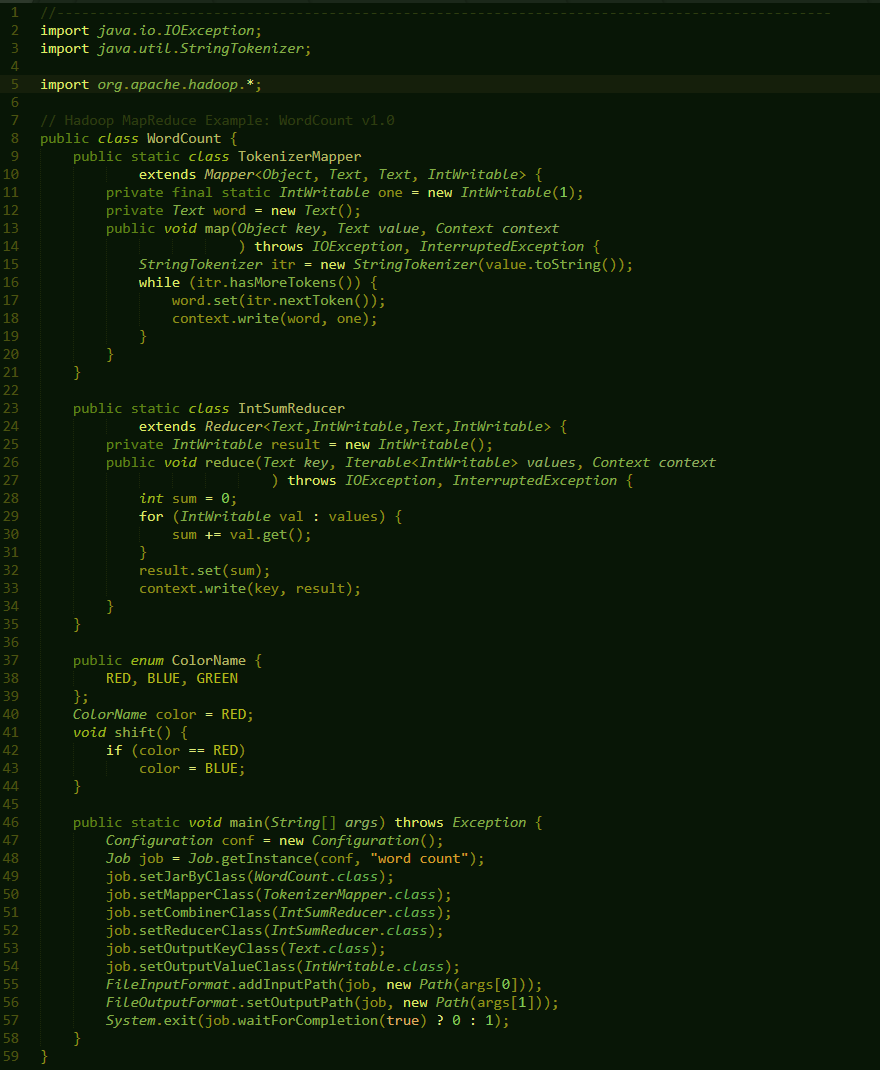 1 //----------------------------------------------------------------------------------------------
2 import java.io.IOException;
3 import java.util.StringTokenizer;
4
5 import org.apache.hadoop.*;
6
7 // Hadoop MapReduce Example: WordCount v1.0
8 public class WordCount {
9     public static class TokenizerMapper
10             extends Mapper<Object, Text, Text, IntWritable> {
11         private final static IntWritable one = new IntWritable(1);
12         private Text word = new Text();
13         public void map(Object key, Text value, Context context
14                         ) throws IOException, InterruptedException {
15             StringTokenizer itr = new StringTokenizer(value.toString());
16             while (itr.hasMoreTokens()) {
17                 word.set(itr.nextToken());
18                 context.write(word, one);
19             }
20         }
21     }
22
23     public static class IntSumReducer
24             extends Reducer<Text,IntWritable,Text,IntWritable> {
25         private IntWritable result = new IntWritable();
26         public void reduce(Text key, Iterable<IntWritable> values, Context context
27                             ) throws IOException, InterruptedException {
28             int sum = 0;
29             for (IntWritable val : values) {
30                 sum += val.get();
31             }
32             result.set(sum);
33             context.write(key, result);
34         }
35     }
36
37     public enum ColorName {
38         RED, BLUE, GREEN
39     };
40     ColorName color = RED;
41     void shift() {
42         if (color == RED)
43             color = BLUE;
44     }
45
46     public static void main(String[] args) throws Exception {
47         Configuration conf = new Configuration();
48         Job job = Job.getInstance(conf, "word count");
49         job.setJarByClass(WordCount.class);
50         job.setMapperClass(TokenizerMapper.class);
51         job.setCombinerClass(IntSumReducer.class);
52         job.setReducerClass(IntSumReducer.class);
53         job.setOutputKeyClass(Text.class);
54         job.setOutputValueClass(IntWritable.class);
55         FileInputFormat.addInputPath(job, new Path(args[0]));
56         FileOutputFormat.setOutputPath(job, new Path(args[1]));
57         System.exit(job.waitForCompletion(true) ? 0 : 1);
58     }
59 }